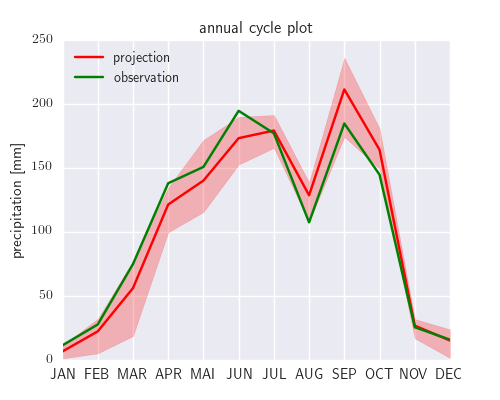 annual cycle plot
projection
observation
precipitation [mm]
250
200
150
100
50
0
JAN FEB MAR APR MAI JUN JUL AUG SEP OCT NOV DEC